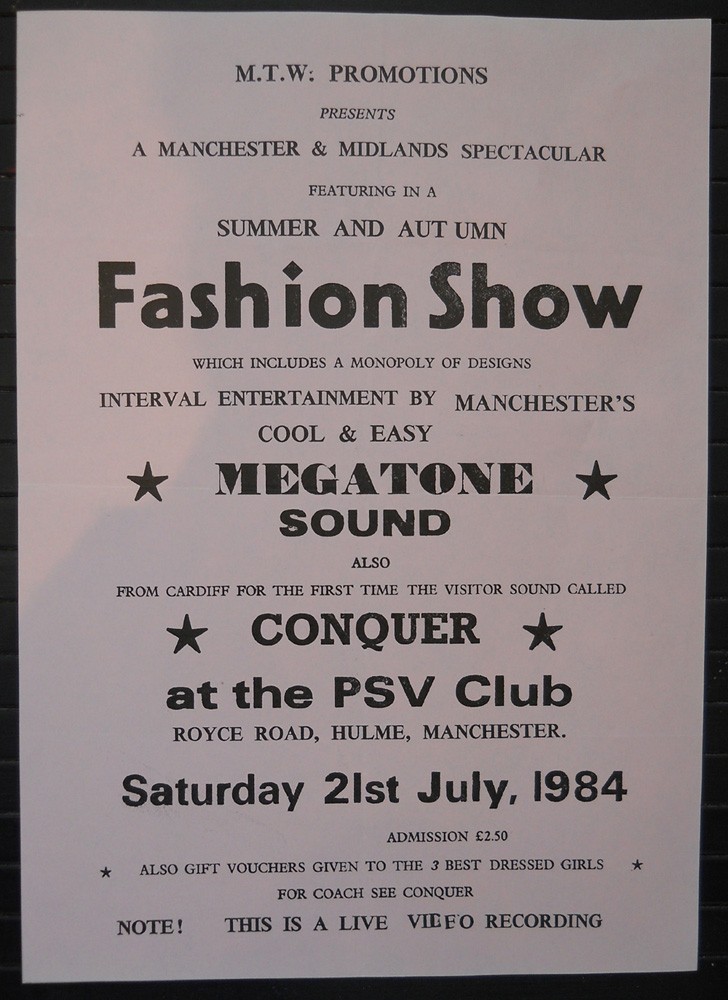 M.T.W: PROMOTIONS
PRESENTS
A MANCHESTER & MIDLANDS SPECTACULAR
FEATURING IN A
SUMMER AND AUT UMN
Fashion Show
WHICH INCLUDES A MONOPOLY OF DESIGNS
INTERVAL ENTERTAINMENT BY MANCHESTER'S
COOL & EASY
★ MEGATONE ★
SOUND
ALSO
FROM CARDIFF FOR THE FIRST TIME THE VISITOR SOUND CALLED
★ CONQUER ★
at the PSV Club
ROYCE ROAD, HULME, MANCHESTER.
Saturday 21st July, 1984
ADMISSION £2.50
★ ALSO GIFT VOUCHERS GIVEN TO THE 3 BEST DRESSED GIRLS ★
FOR COACH SEE CONQUER
NOTE! THIS IS A LIVE VIDEO RECORDING